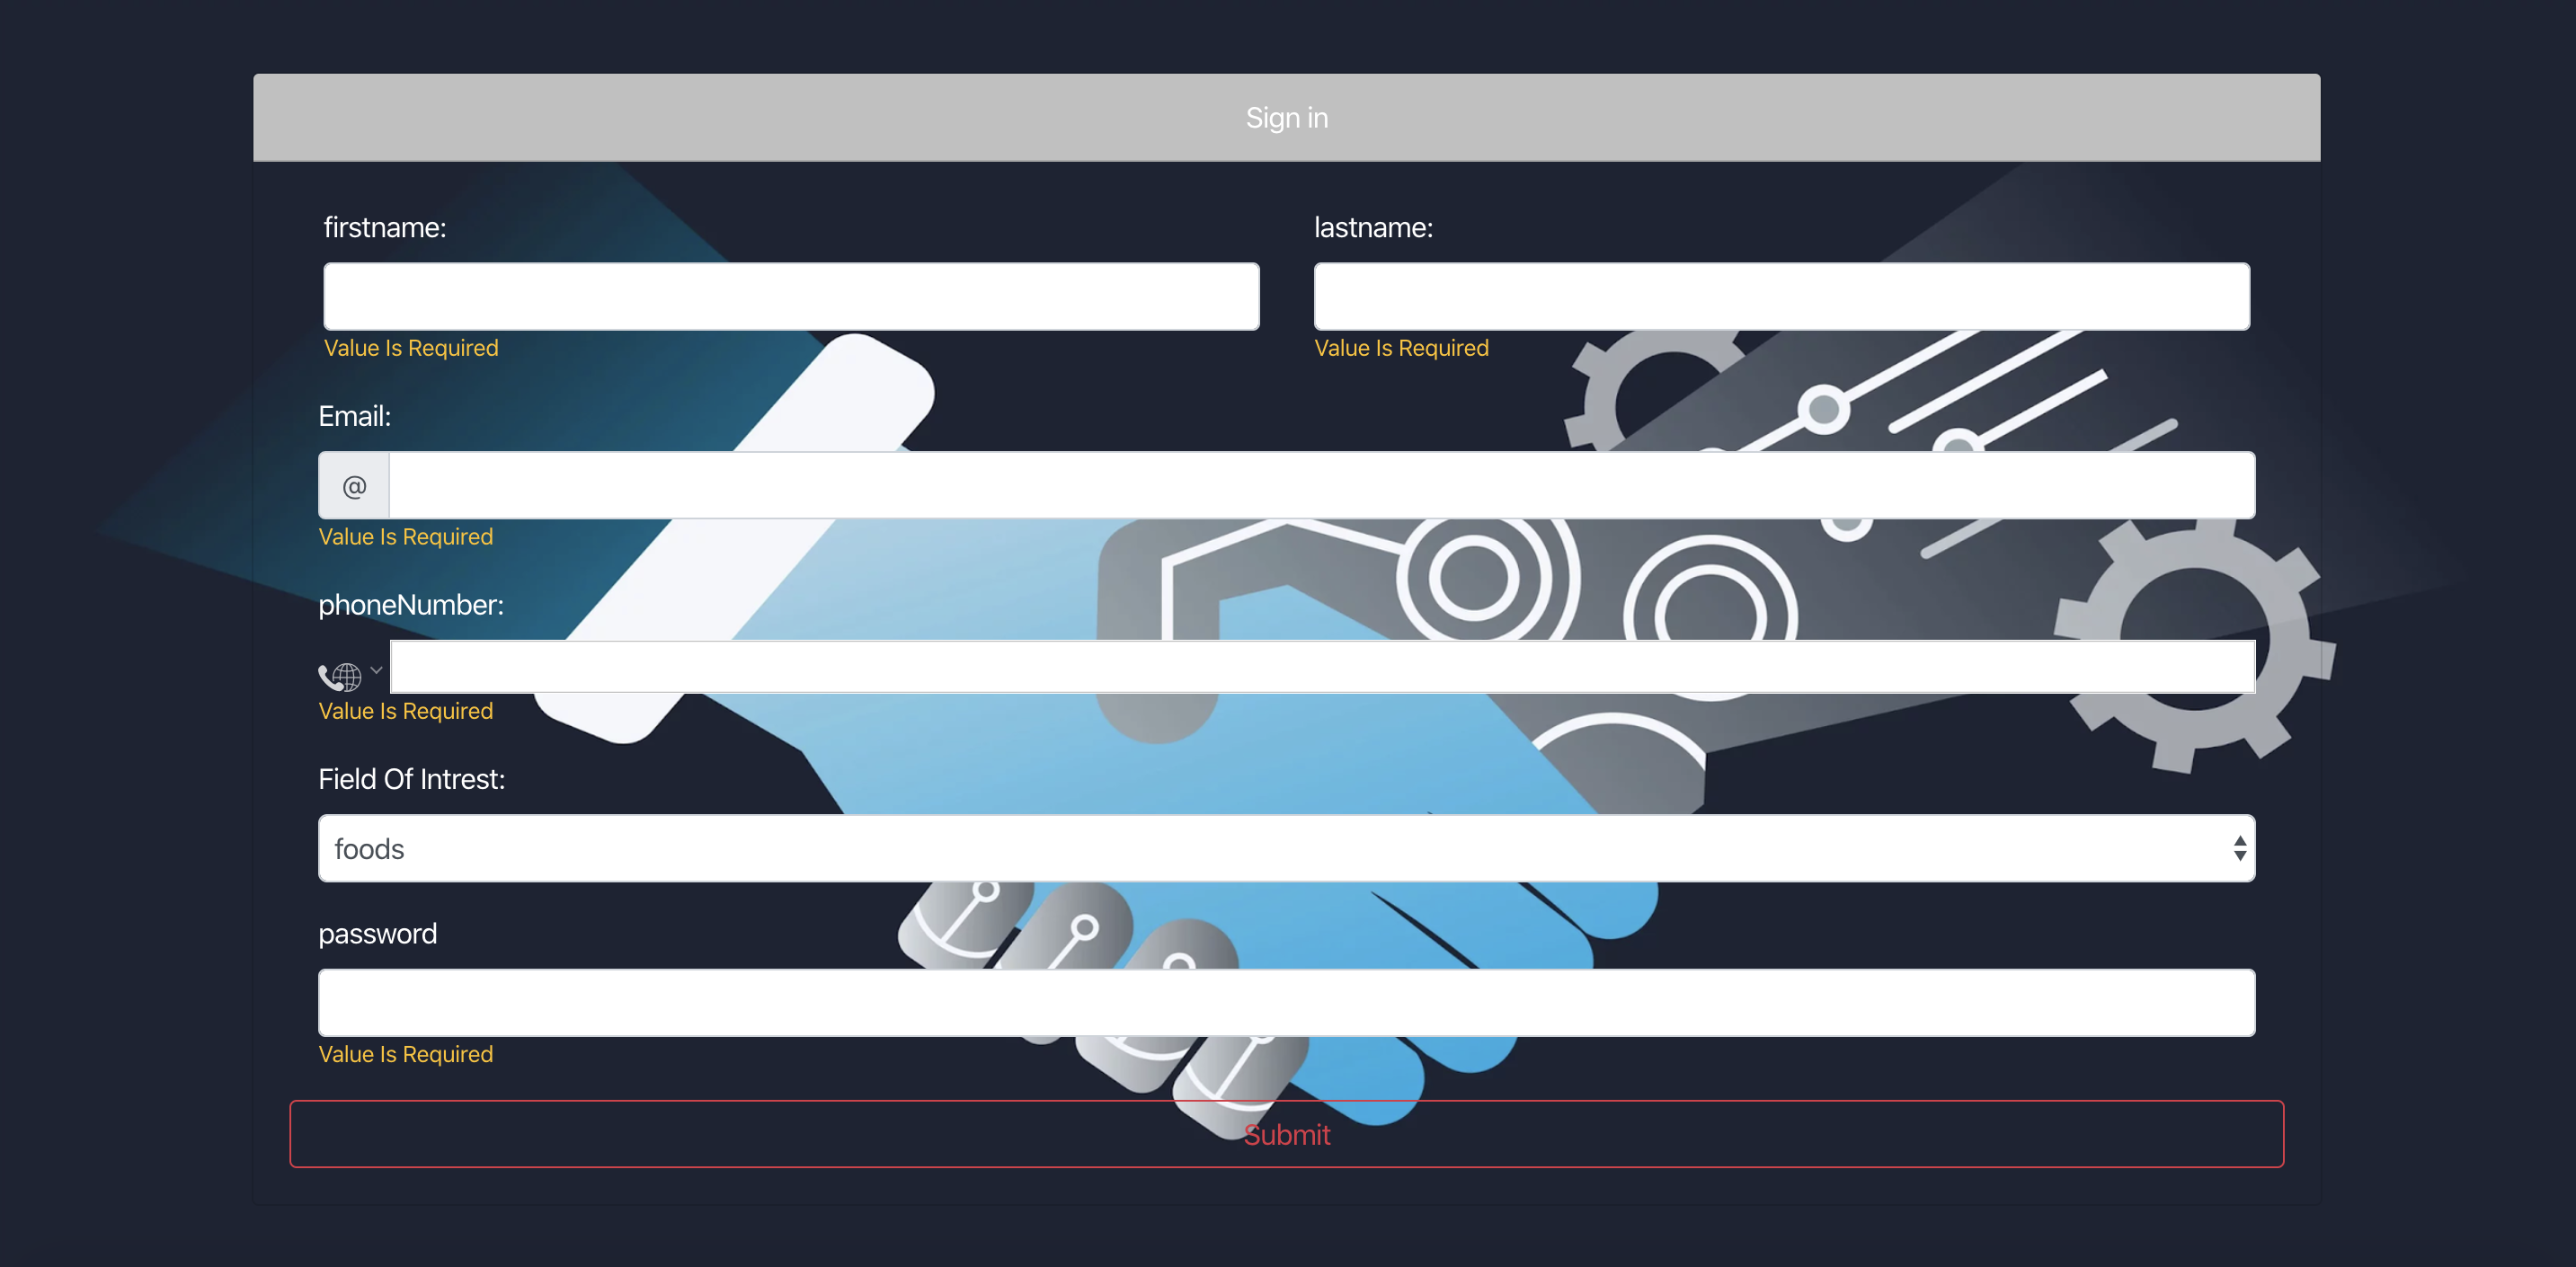 Sign in
firstname:
lastname:
Value Is Required
Value Is Required
Email:
@
Value Is Required
phoneNumber:
Value Is Required
Field Of Intrest:
foods
password
Value Is Required
Submit